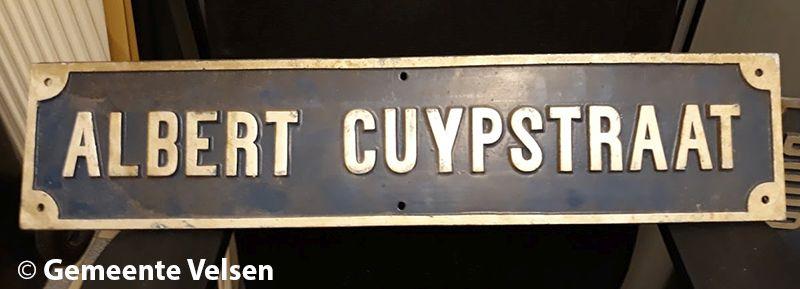 ALBERT CUYPSTRAAT
© Gemeente Velsen